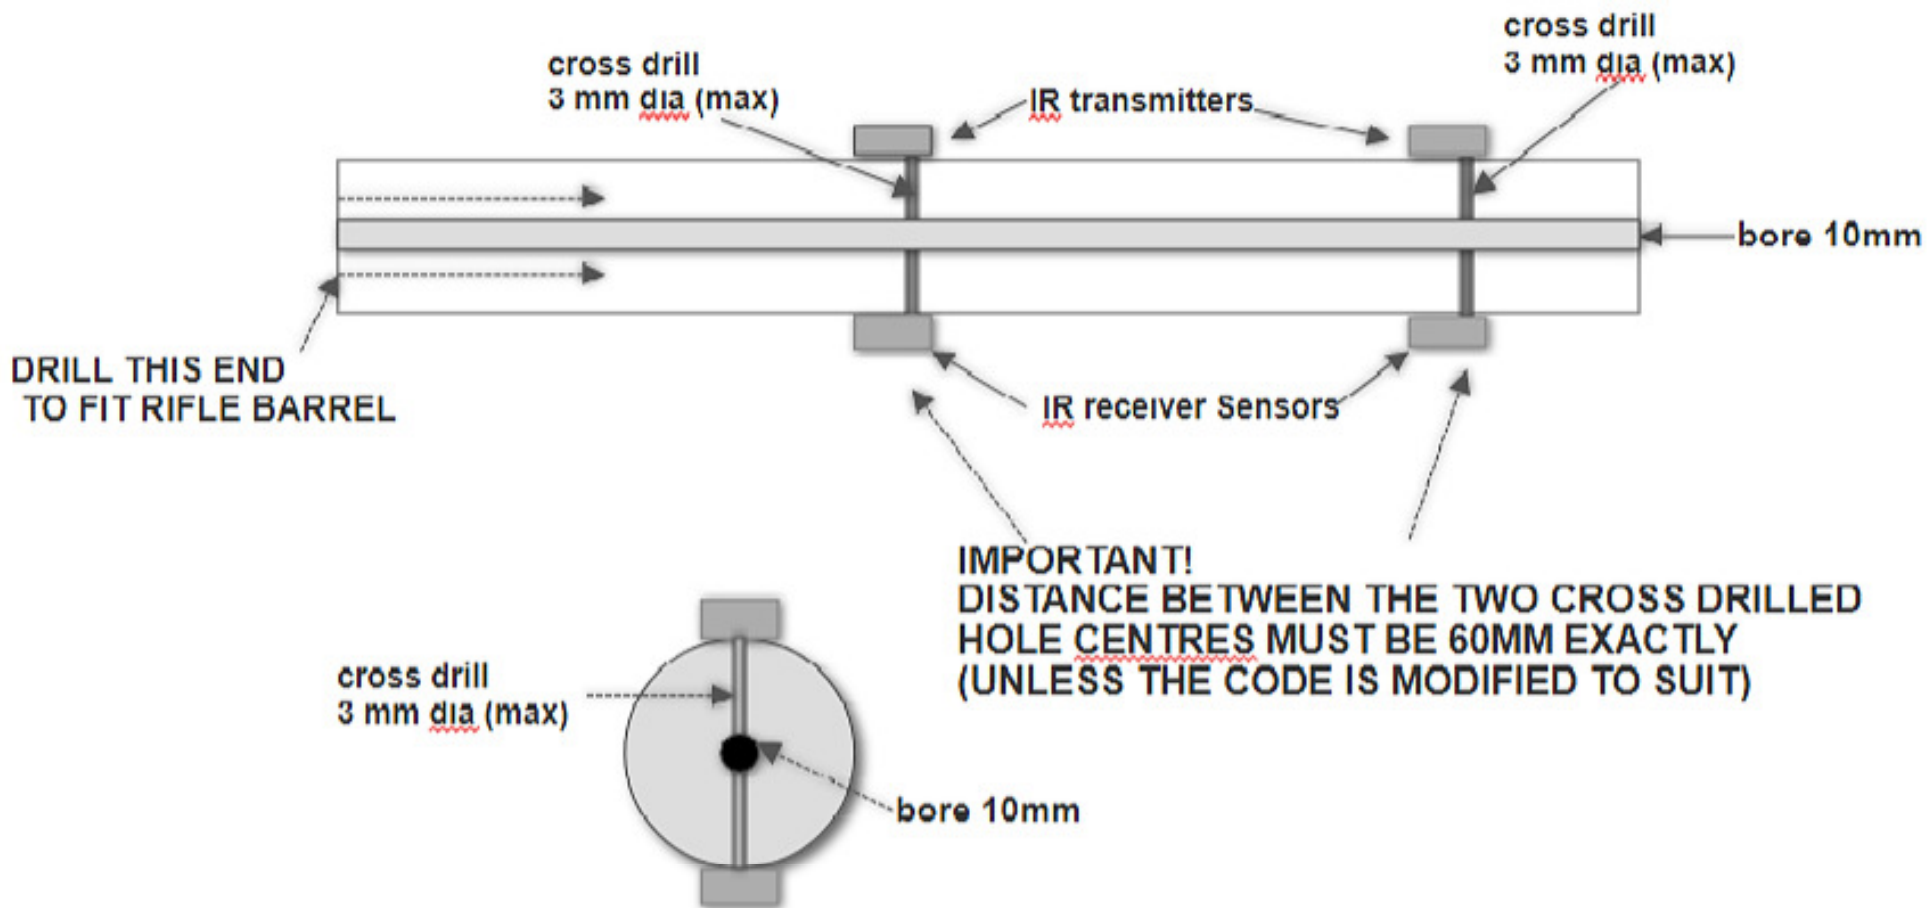 cross drill
3 mm dia (max)
cross drill
3 mm dia (max)
IR transmitters
bore 10mm
DRILL THIS END
TO FIT RIFLE BARREL
IR receiver Sensors
IMPORTANT!
DISTANCE BETWEEN THE TWO CROSS DRILLED
HOLE CENTRES MUST BE 60MM EXACTLY
(UNLESS THE CODE IS MODIFIED TO SUIT)
cross drill
3 mm dia (max)
bore 10mm